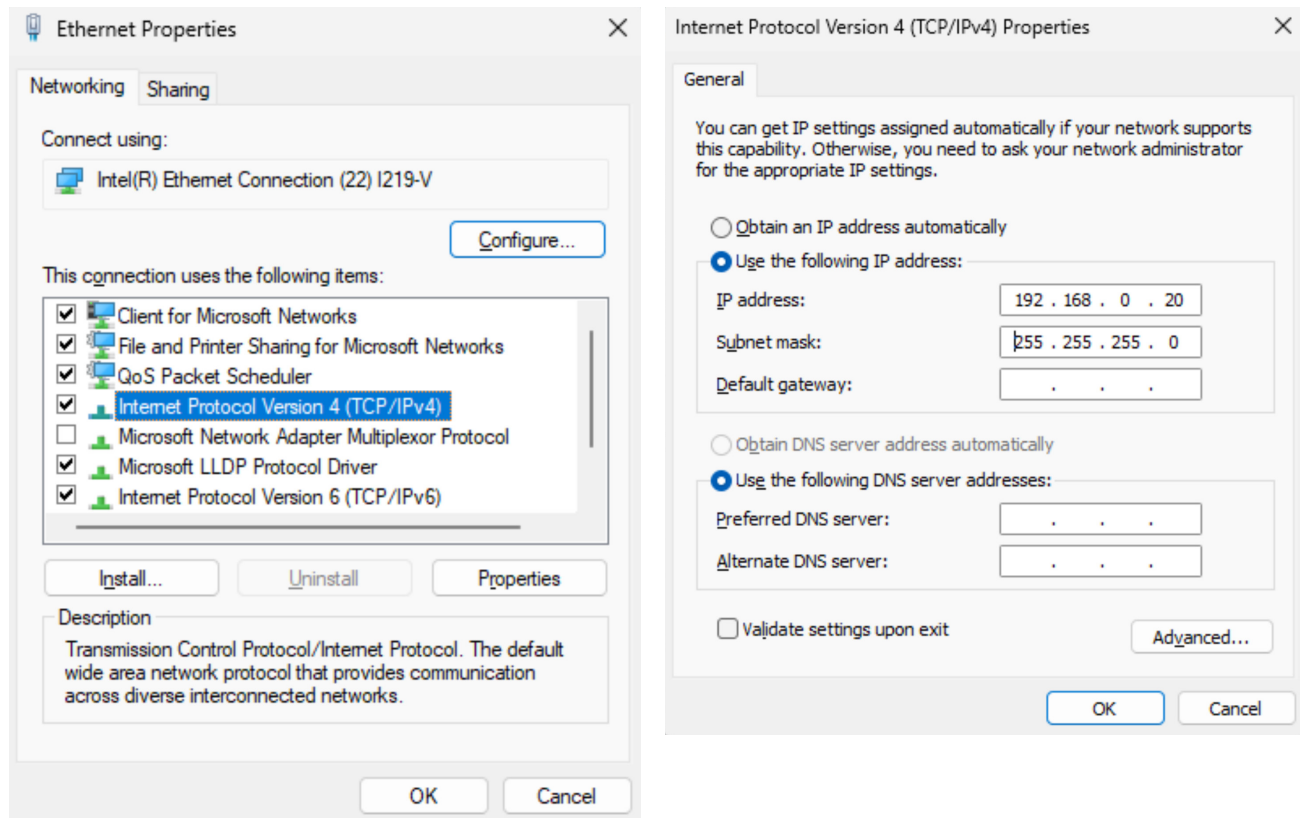 Ethernet Properties
Networking
Sharing
Connect using:
Intel(R) Ethernet Connection (22) I219-V
Configure...
This connection uses the following items:
Client for Microsoft Networks
File and Printer Sharing for Microsoft Networks
QoS Packet Scheduler
Internet Protocol Version 4 (TCP/IPv4)
Microsoft Network Adapter Multiplexor Protocol
Microsoft LLDP Protocol Driver
Internet Protocol Version 6 (TCP/IPv6)
Install...
Uninstall
Properties
Description
Transmission Control Protocol/Internet Protocol. The default
wide area network protocol that provides communication
across diverse interconnected networks.
OK
Cancel
Internet Protocol Version 4 (TCP/IPv4) Properties
General
You can get IP settings assigned automatically if your network supports
this capability. Otherwise, you need to ask your network administrator
for the appropriate IP settings.
Obtain an IP address automatically
Use the following IP address:
IP address: 192 . 168 . 0 . 20
Subnet mask: 255 . 255 . 255 . 0
Default gateway: . . .
Obtain DNS server address automatically
Use the following DNS server addresses:
Preferred DNS server: . . .
Alternate DNS server: . . .
Validate settings upon exit
Advanced...
OK
Cancel